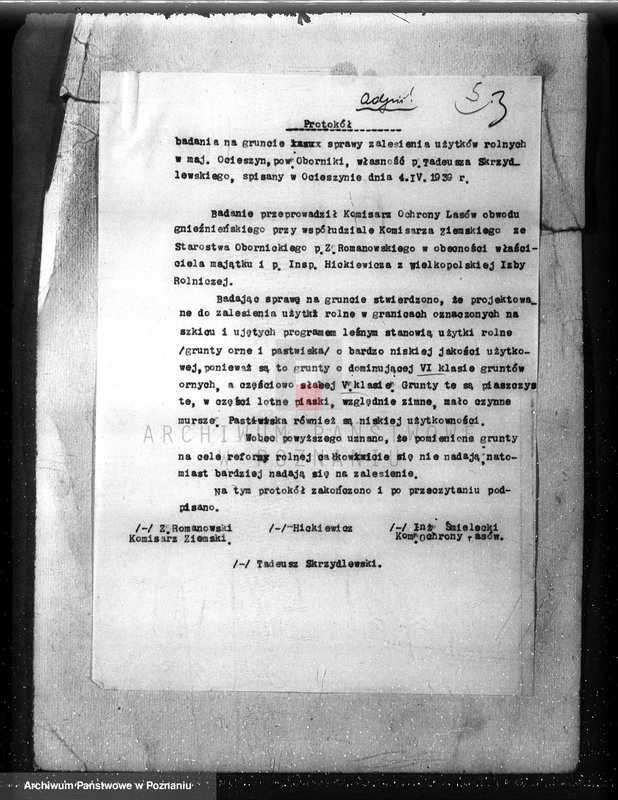 Odpis!
5.
3
Protokół
badania na gruncie xxxxx sprawy zalesienia użytków rolnych
w maj. Ocieszyn, pow. Oborniki, własność p. Tadeusza Skrzyd_
lewskiego, spisany w Ocieszynie dnia 4.IV. 1939 r.
Badanie przeprowadził Komisarz Ochrony Lasów obwodu
gnieźnieńskiego przy współudziale Komisarza Ziemskiego ze
Starostwa Obornickiego p.Z. Romanowskiego w obecności właści-
ciela majątku i p. Insp. Hickiewicza z Wielkopolskiej Izby
Rolniczej.
Badając sprawę na gruncie stwierdzono, że projektowa_
ne do zalesienia użytki rolne w granicach oznaczonych na
szkicu i ujętych programem leśnym stanowią użytki rolne
/grunty orne i pastwiska/ o bardzo niskiej jakości użytko-
wej, ponieważ są to grunty o dominującej VI klasie gruntów
ornych, a częściowo słabej V. klasie. Grunty te są piaszczys
te, w części lotne piaski, względnie zimne, mało czynne
mursze. Pastwiska również są niskiej użytkowności.
Wobec powyższego uznano, że pomienione grunty
na cele reformy rolnej całkowicie się nie nadają, nato-
miast bardziej nadają się na zalesienie.
Na tym protokół zakończono i po przeczytaniu pod-
pisano.
/-/ Z. Romanowski /-/ Hickiewicz /-/ Inż. Śmielecki
Komisarz Ziemski. Kom. Ochrony Lasów.
/-/ Tadeusz Skrzydlewski.
ARCHIWUM PAŃSTWOWE
W POZNANIU
Archiwum Państwowe w Poznaniu